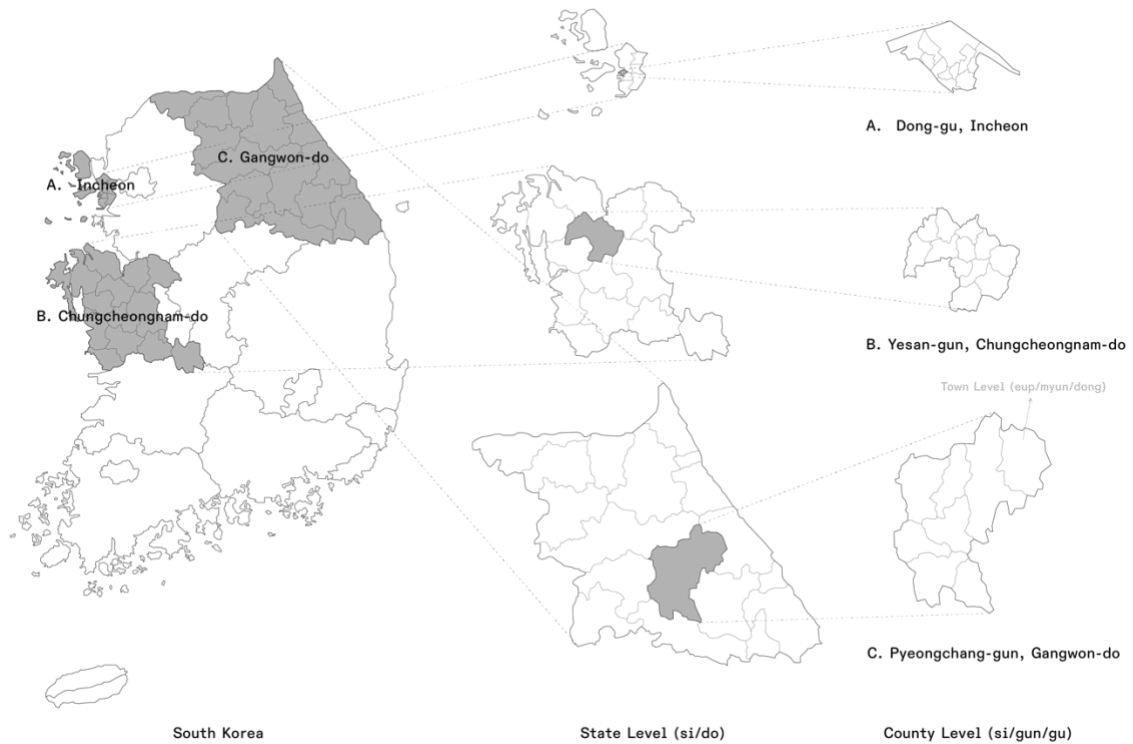 A. Dong-gu, Incheon
C. Gangwon-do
A. Incheon
B. Chungcheongnam-do
B. Yesan-gun, Chungcheongnam-do
Town Level (eup/myun/dong)
C. Pyeongchang-gun, Gangwon-do
South Korea
State Level (si/do)
County Level (si/gun/gu)